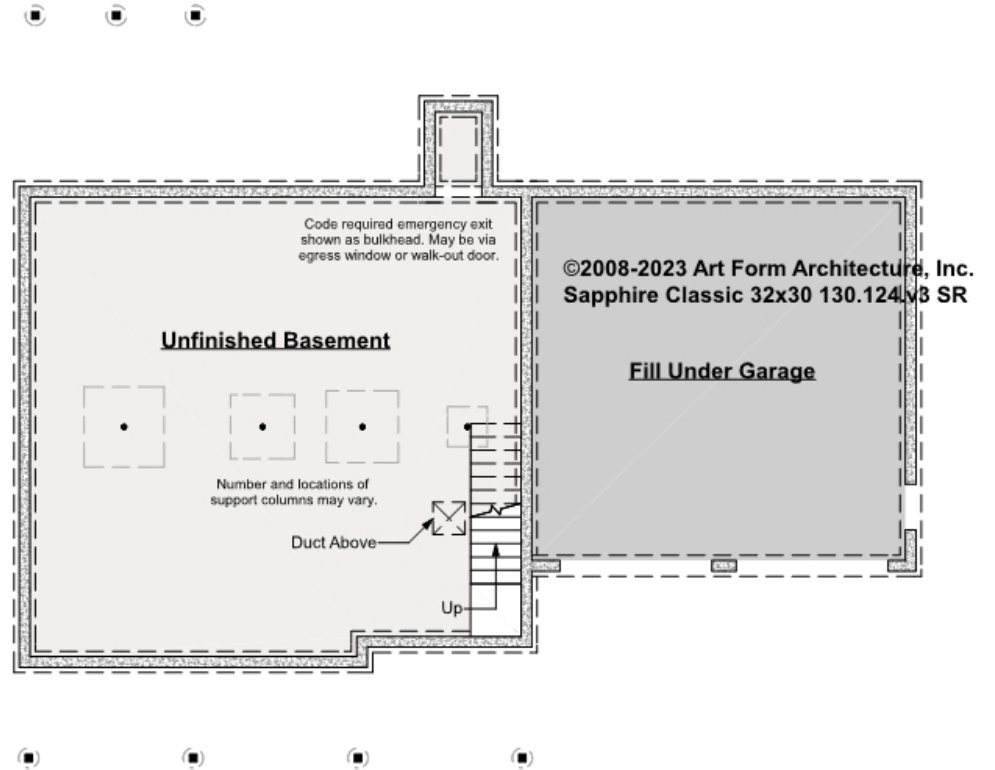 Code required emergency exit
shown as bulkhead. May be via
egress window or walk-out door.
©2008-2023 Art Form Architecture, Inc.
Sapphire Classic 32x30 130.124.v3 SR
Unfinished Basement
Fill Under Garage
Number and locations of
support columns may vary.
Duct Above
Up